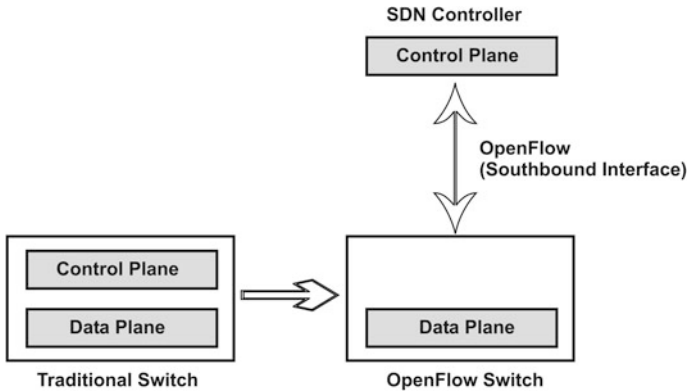 SDN Controller
Control Plane
OpenFlow
(Southbound Interface)
Control Plane
Data Plane
Data Plane
Traditional Switch
OpenFlow Switch